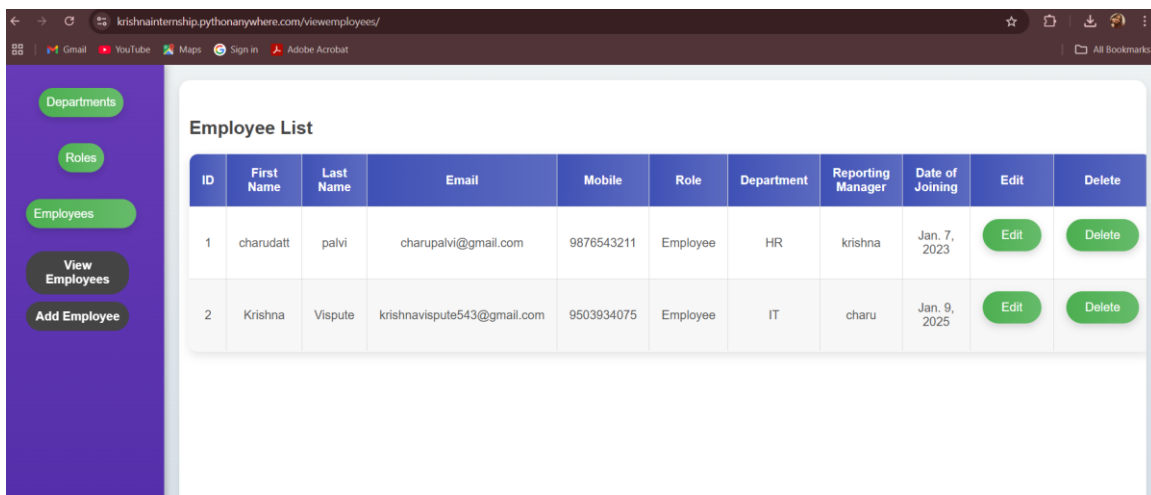 krishnainternship.pythonanywhere.com/viewemployees/
Gmail YouTube Maps Sign in Adobe Acrobat All Bookmarks
Departments
Roles
Employees
View
Employees
Add Employee
Employee List
ID First Name Last Name Email Mobile Role Department Reporting Manager Date of Joining Edit Delete
1 charudatt palvi charupalvi@gmail.com 9876543211 Employee HR krishna Jan. 7, 2023 Edit Delete
2 Krishna Vispute krishnavispute543@gmail.com 9503934075 Employee IT charu Jan. 9, 2025 Edit Delete